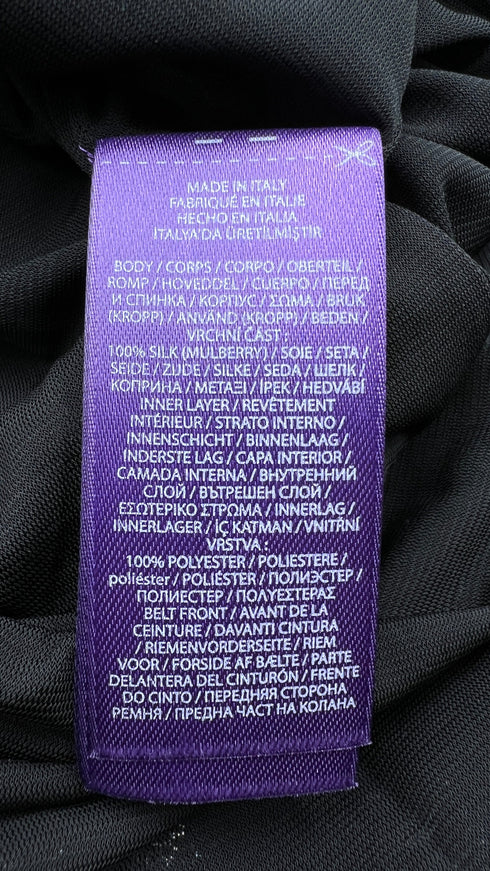 MADE IN ITALY
FABRIQUÉ EN ITALIE
HECHO EN ITALIA
İTALYA'DA ÜRETİLMİŞTİR
BODY / CORPS / CORPO / OBERTEIL /
ROMP / HOVEDDEL / CUERPO / ПЕРЕД
И СПИНКА / КОРПУС / ΣΩΜΑ / BRUK
(KROPP) / ANVÄND (KROPP) / BEDEN /
VRCHNÍ ČÁST :
100% SILK (MULBERRY) / SOIE / SETA /
SEIDE / ZIJDE / SILKE / SEDA / ШЕЛК /
КОПРИНА / ΜΕΤΑΞΙ / İPEK / HEDVÁBÍ
INNER LAYER / REVÊTEMENT
INTÉRIEUR / STRATO INTERNO /
INNENSCHICHT / BINNENLAAG /
INDERSTE LAG / CAPA INTERIOR /
CAMADA INTERNA / ВНУТРЕННИЙ
СЛОЙ / ВЪТРЕШЕН СЛОЙ /
ΕΣΩΤΕΡΙΚΟ ΣΤΡΩΜΑ / INNERLAG /
INNERLAGER / İÇ KATMAN / VNITŘNÍ
VRSTVA :
100% POLYESTER / POLIESTERE /
poliéster / POLIÉSTER / ПОЛИЭСТЕР /
ПОЛИЕСТЕР / ΠΟΛΥΕΣΤΕΡΑΣ
BELT FRONT / AVANT DE LA
CEINTURE / DAVANTI CINTURA
/ RIEMENVORDERSEITE / RIEM
VOOR / FORSIDE AF BÆLTE / PARTE
DELANTERA DEL CINTURÓN / FRENTE
DO CINTO / ПЕРЕДНЯЯ СТОРОНА
РЕМНЯ / ПРЕДНА ЧАСТ НА КОЛАНА